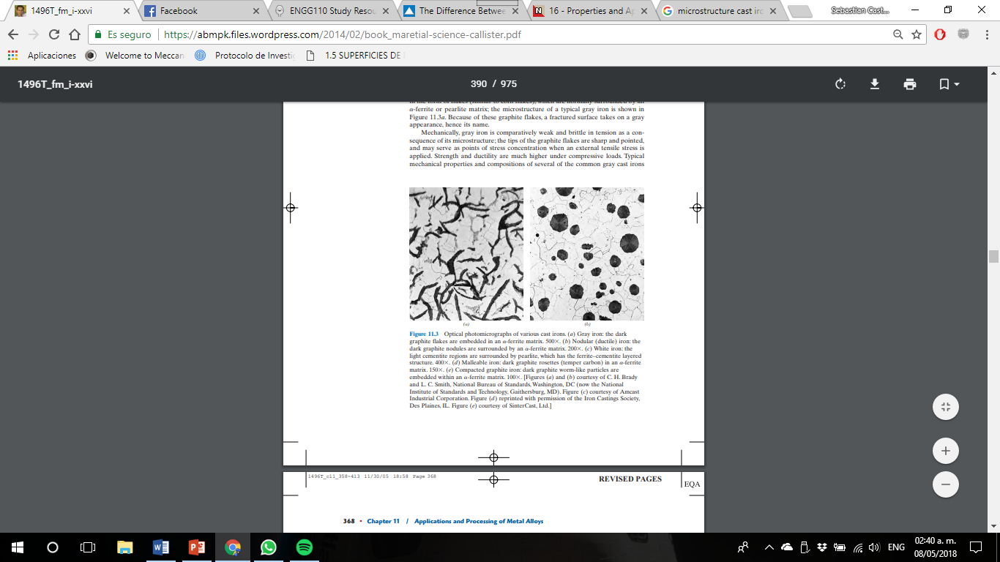 1496T_fm_i-xxvi
Facebook
ENGG110 Study Resou
The Difference Betwee
16 - Properties and Ap
microstructure cast irc
Sebastian Cast...
Es seguro
https://abmpk.files.wordpress.com/2014/02/book_maretial-science-callister.pdf
Aplicaciones
Welcome to Meccan
Protocolo de Investig
1.5 SUPERFICIES DE
1496T_fm_i-xxvi
390 / 975
α-ferrite or pearlite matrix; the microstructure of a typical gray iron is shown in
Figure 11.3a. Because of these graphite flakes, a fractured surface takes on a gray
appearance, hence its name.
Mechanically, gray iron is comparatively weak and brittle in tension as a con-
sequence of its microstructure; the tips of the graphite flakes are sharp and pointed,
and may serve as points of stress concentration when an external tensile stress is
applied. Strength and ductility are much higher under compressive loads. Typical
mechanical properties and compositions of several of the common gray cast irons
(a)
(b)
Figure 11.3 Optical photomicrographs of various cast irons. (a) Gray iron: the dark
graphite flakes are embedded in an α-ferrite matrix. 500×. (b) Nodular (ductile) iron: the
dark graphite nodules are surrounded by an α-ferrite matrix. 200×. (c) White iron: the
light cementite regions are surrounded by pearlite, which has the ferrite–cementite layered
structure. 400×. (d) Malleable iron: dark graphite rosettes (temper carbon) in an α-ferrite
matrix. 150×. (e) Compacted graphite iron: dark graphite worm-like particles are
embedded within an α-ferrite matrix. 100×. [Figures (a) and (b) courtesy of C. H. Brady
and L. C. Smith, National Bureau of Standards, Washington, DC (now the National
Institute of Standards and Technology, Gaithersburg, MD). Figure (c) courtesy of Amcast
Industrial Corporation. Figure (d) reprinted with permission of the Iron Castings Society,
Des Plaines, IL. Figure (e) courtesy of SinterCast, Ltd.]
1496T_c11_358-413 11/30/05 18:58 Page 368
REVISED PAGES
EQA
368 • Chapter 11 / Applications and Processing of Metal Alloys
ENG
02:40 a. m.
08/05/2018